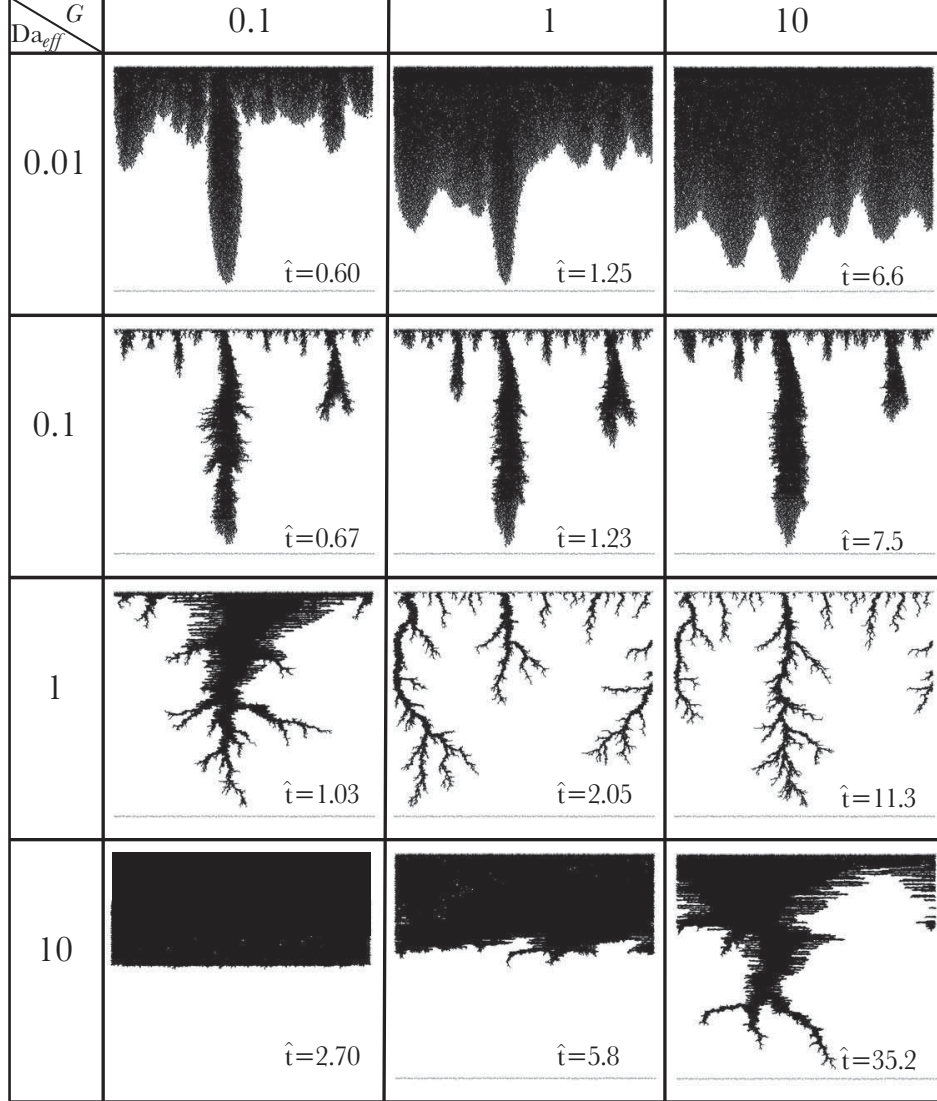 G 0.1 1 10
Da_eff
0.01
t̂=0.60 t̂=1.25 t̂=6.6
0.1
t̂=0.67 t̂=1.23 t̂=7.5
1
t̂=1.03 t̂=2.05 t̂=11.3
10
t̂=2.70 t̂=5.8 t̂=35.2